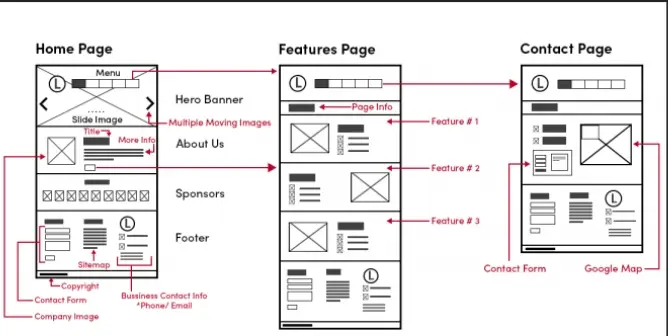 Home Page
Features Page
Contact Page
Menu
L
L
L
Hero Banner
Page Info
Slide Image
Multiple Moving Images
Feature # 1
Title
More Info
About Us
Feature # 2
Sponsors
L
L
Feature # 3
Footer
Sitemap
Contact Form
Google Map
L
Copyright
Contact Form
Bussiness Contact Info
*Phone/ Email
Company Image